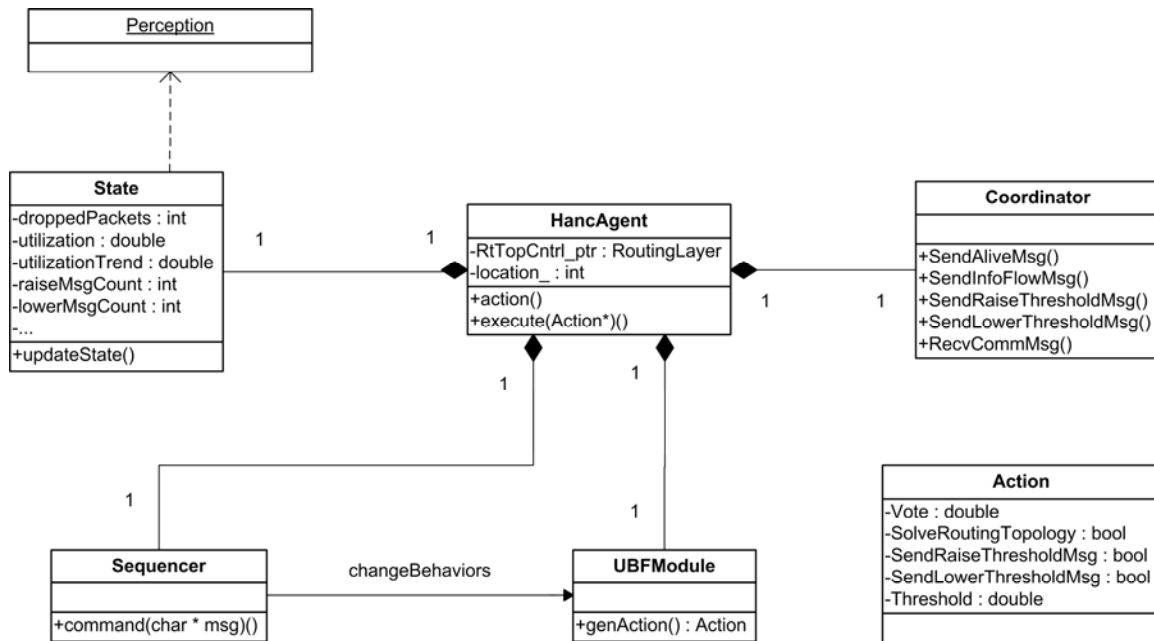 Perception
State
-droppedPackets : int
-utilization : double
-utilizationTrend : double
-raiseMsgCount : int
-lowerMsgCount : int
-...
+updateState()
1
1
HancAgent
-RtTopCntrl_ptr : RoutingLayer
-location_ : int
+action()
+execute(Action*)()
1
1
Coordinator
+SendAliveMsg()
+SendInfoFlowMsg()
+SendRaiseThresholdMsg()
+SendLowerThresholdMsg()
+RecvCommMsg()
1
1
1
1
Sequencer
+command(char * msg)()
changeBehaviors
UBFModule
+genAction() : Action
Action
-Vote : double
-SolveRoutingTopology : bool
-SendRaiseThresholdMsg : bool
-SendLowerThresholdMsg : bool
-Threshold : double